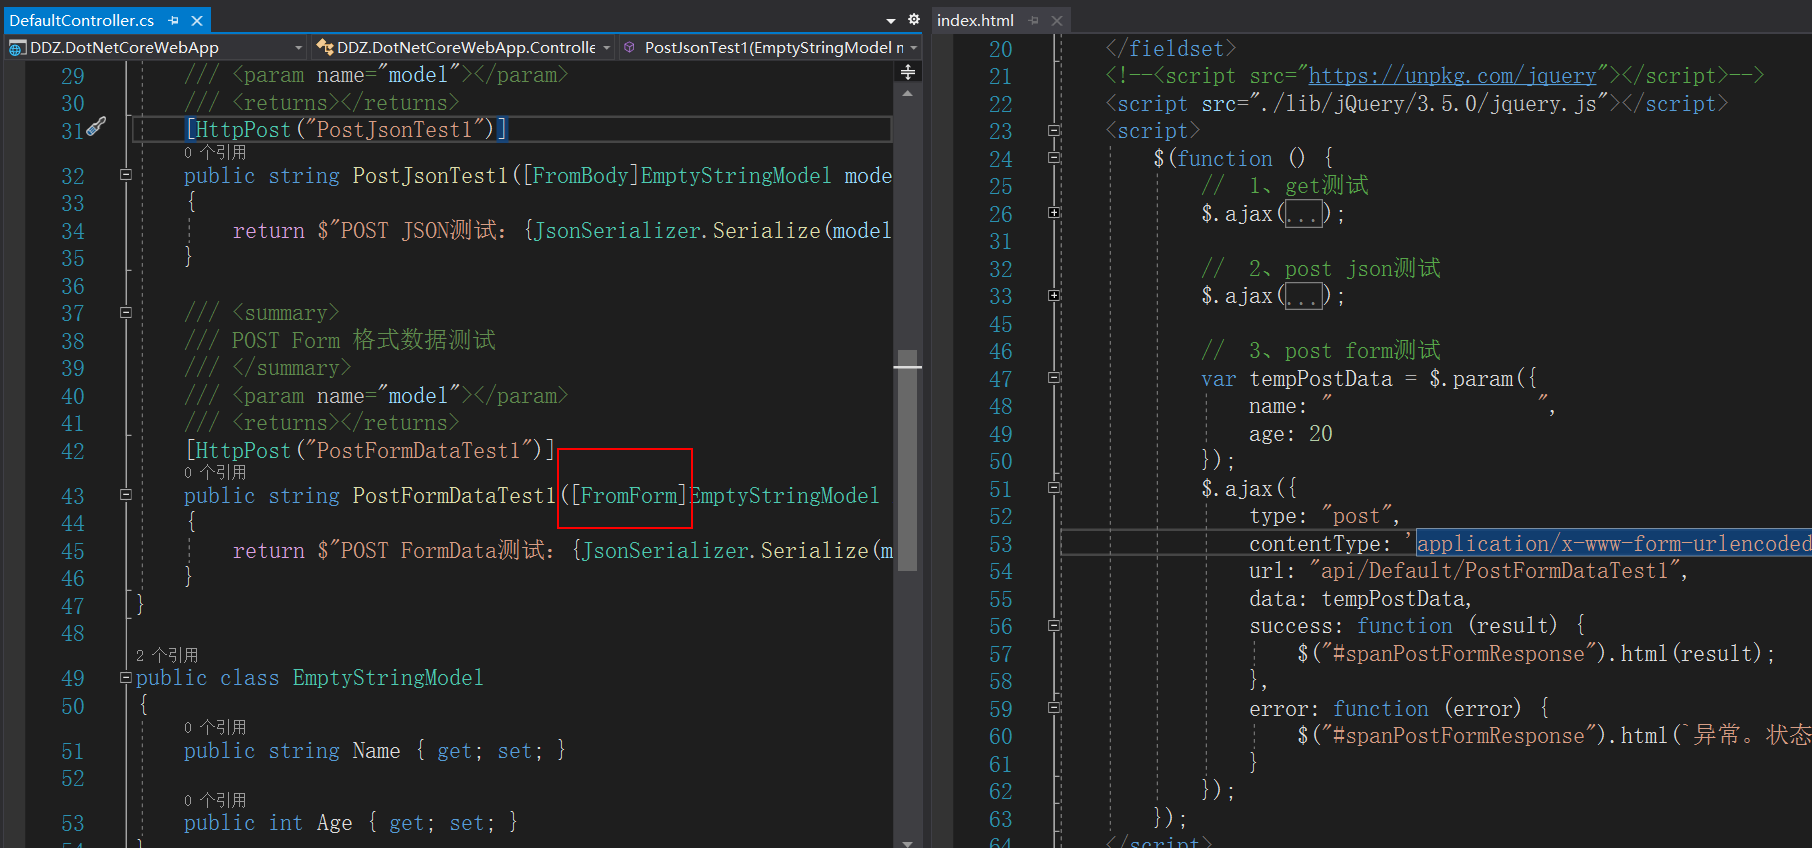 DefaultController.cs
DDZ.DotNetCoreWebApp
DDZ.DotNetCoreWebApp.Controlle
PostJsonTest1(EmptyStringModel n
29 /// <param name="model"></param>
30 /// <returns></returns>
31 [HttpPost("PostJsonTest1")]
0 个引用
32 public string PostJsonTest1([FromBody]EmptyStringModel mode
33 {
34 return $"POST JSON测试：{JsonSerializer.Serialize(model
35 }
36
37 /// <summary>
38 /// POST Form 格式数据测试
39 /// </summary>
40 /// <param name="model"></param>
41 /// <returns></returns>
42 [HttpPost("PostFormDataTest1")]
0 个引用
43 public string PostFormDataTest1([FromForm]EmptyStringModel
44 {
45 return $"POST FormData测试：{JsonSerializer.Serialize(m
46 }
47 }
48
2 个引用
49 public class EmptyStringModel
50 {
0 个引用
51 public string Name { get; set; }
52
0 个引用
53 public int Age { get; set; }
54 }
index.html
20 </fieldset>
21 <!--<script src="https://unpkg.com/jquery"></script>-->
22 <script src="./lib/jQuery/3.5.0/jquery.js"></script>
23 <script>
24 $(function () {
25 // 1、get测试
26 $.ajax(...);
31
32 // 2、post json测试
33 $.ajax(...);
45
46 // 3、post form测试
47 var tempPostData = $.param({
48 name: " ",
49 age: 20
50 });
51 $.ajax({
52 type: "post",
53 contentType: 'application/x-www-form-urlencoded
54 url: "api/Default/PostFormDataTest1",
55 data: tempPostData,
56 success: function (result) {
57 $("#spanPostFormResponse").html(result);
58 },
59 error: function (error) {
60 $("#spanPostFormResponse").html(`异常。状态
61 }
62 });
63 });
64 </script>